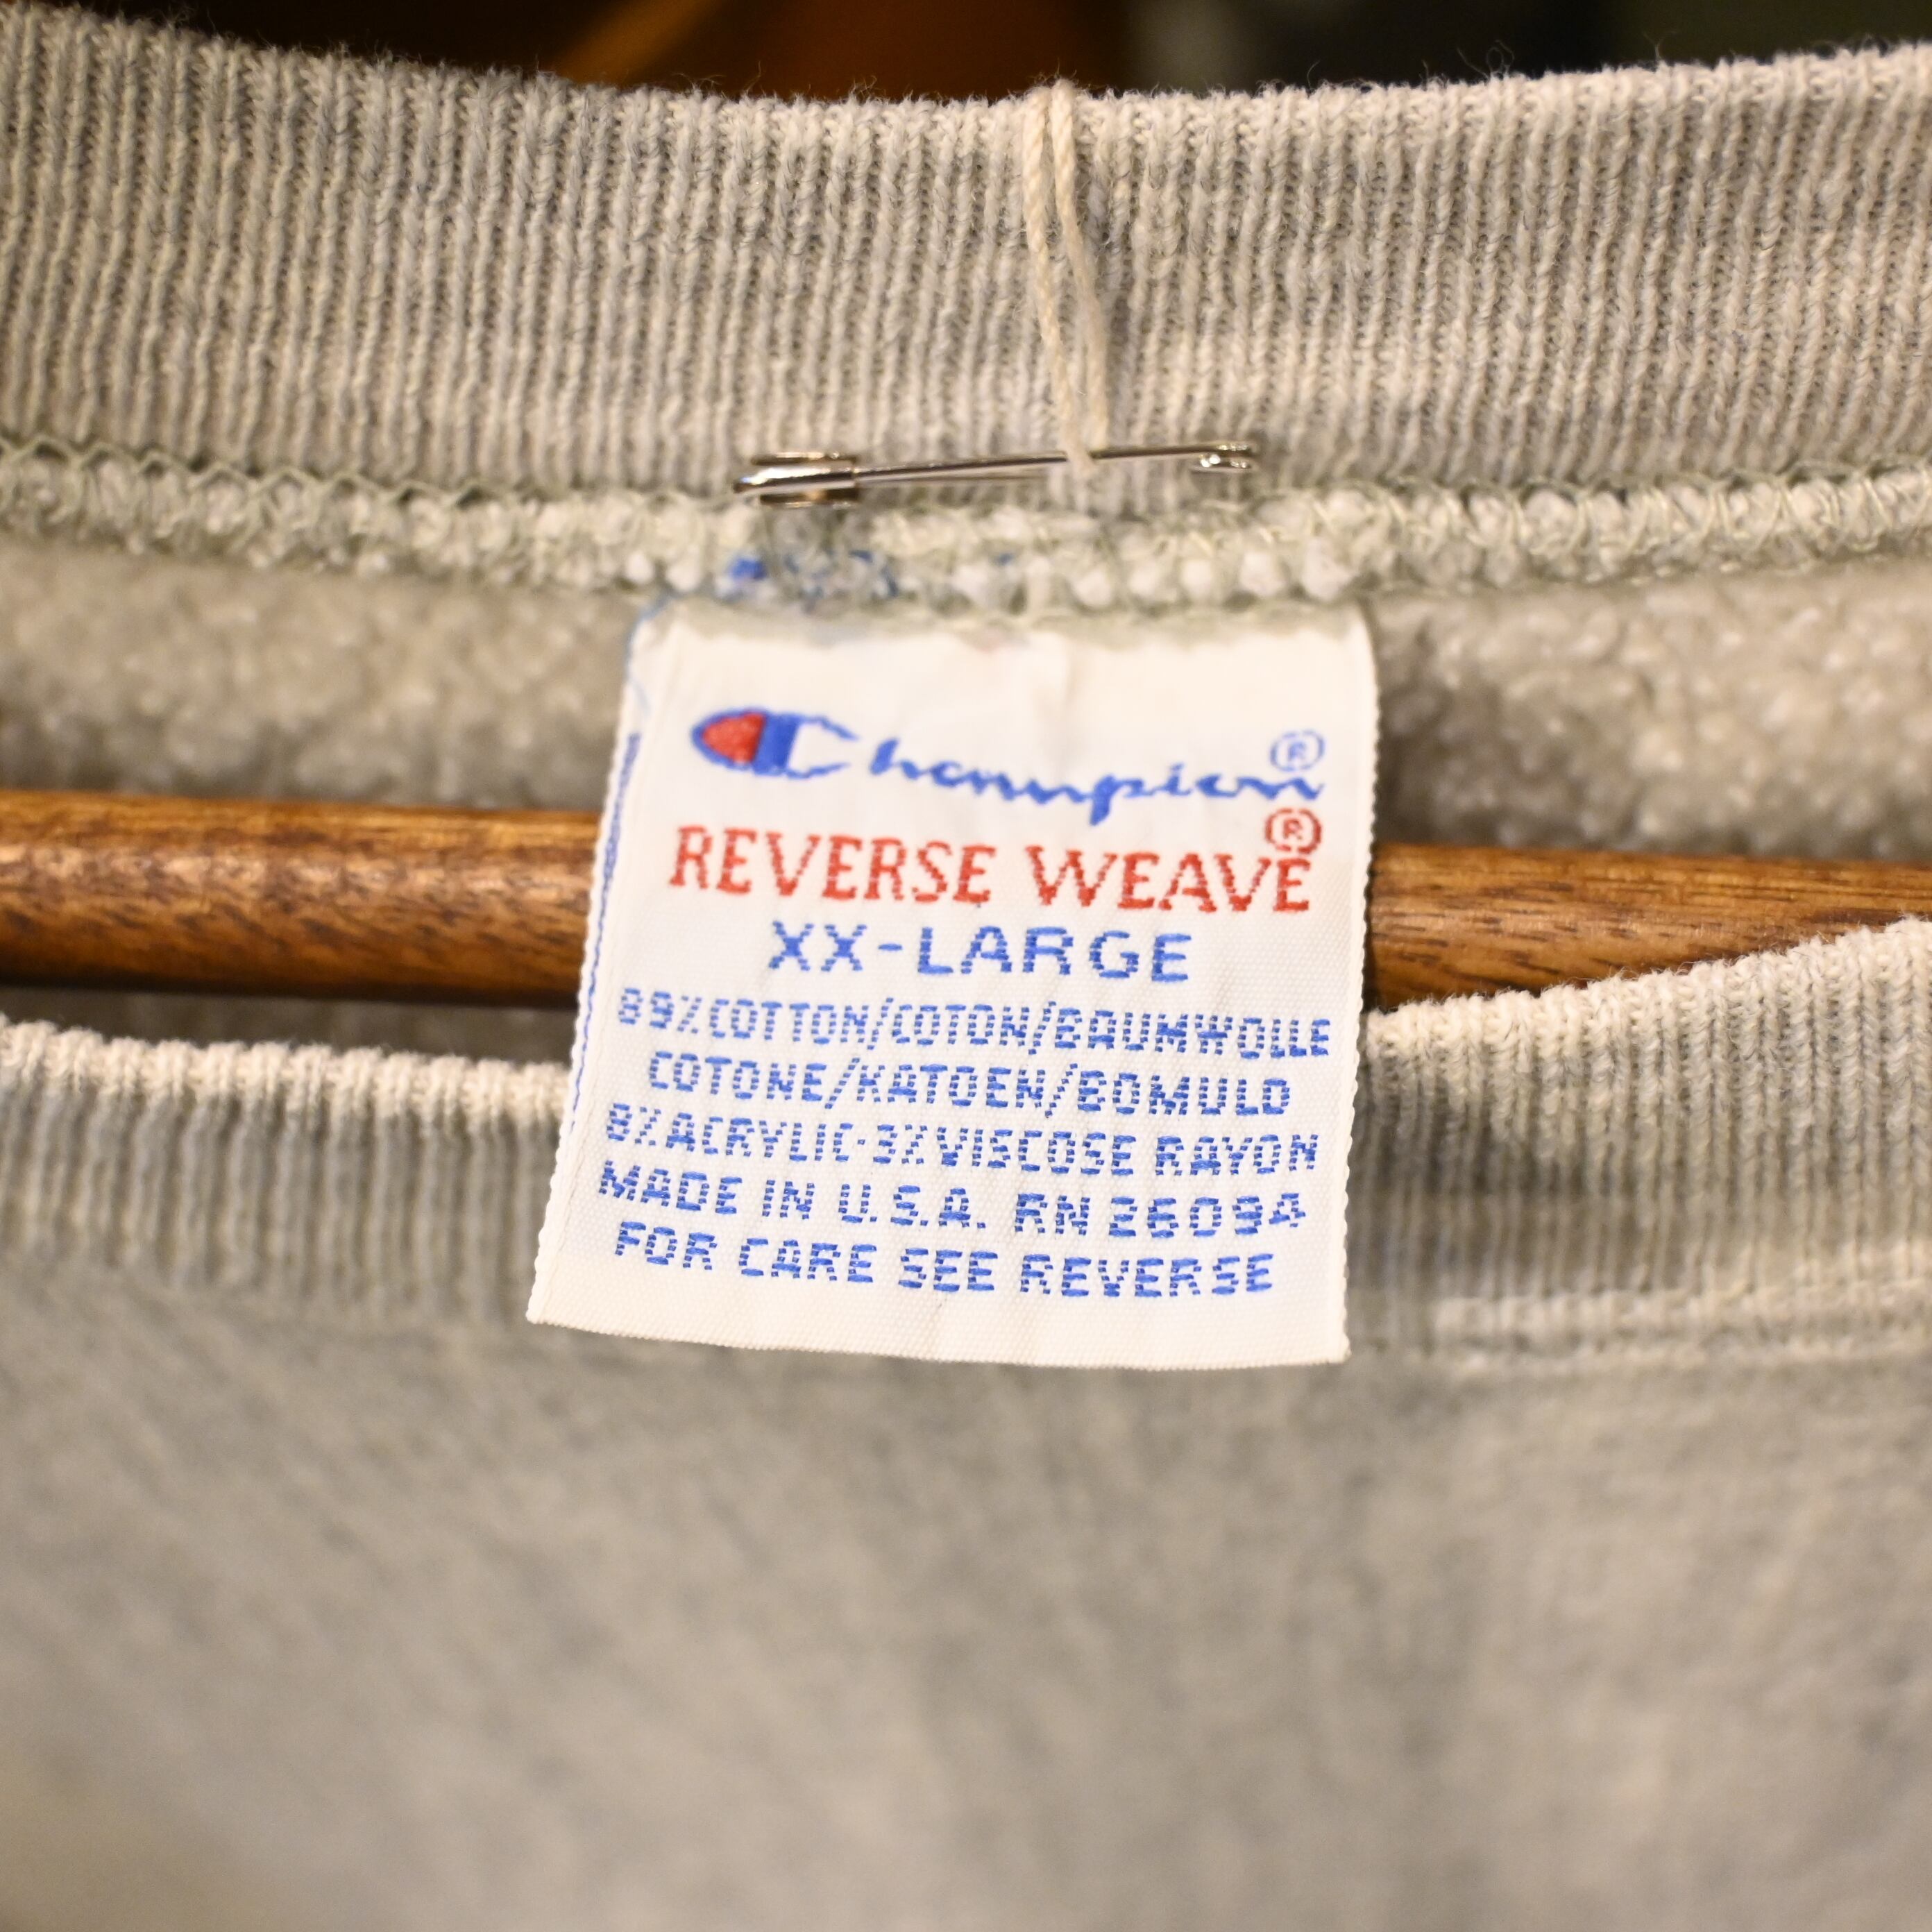 Champion®
REVERSE WEAVE®
XX-LARGE
89%COTTON/COTON/BAUMWOLLE
COTONE/KATOEN/BOMULD
8%ACRYLIC-3%VISCOSE RAYON
MADE IN U.S.A. RN 26094
FOR CARE SEE REVERSE